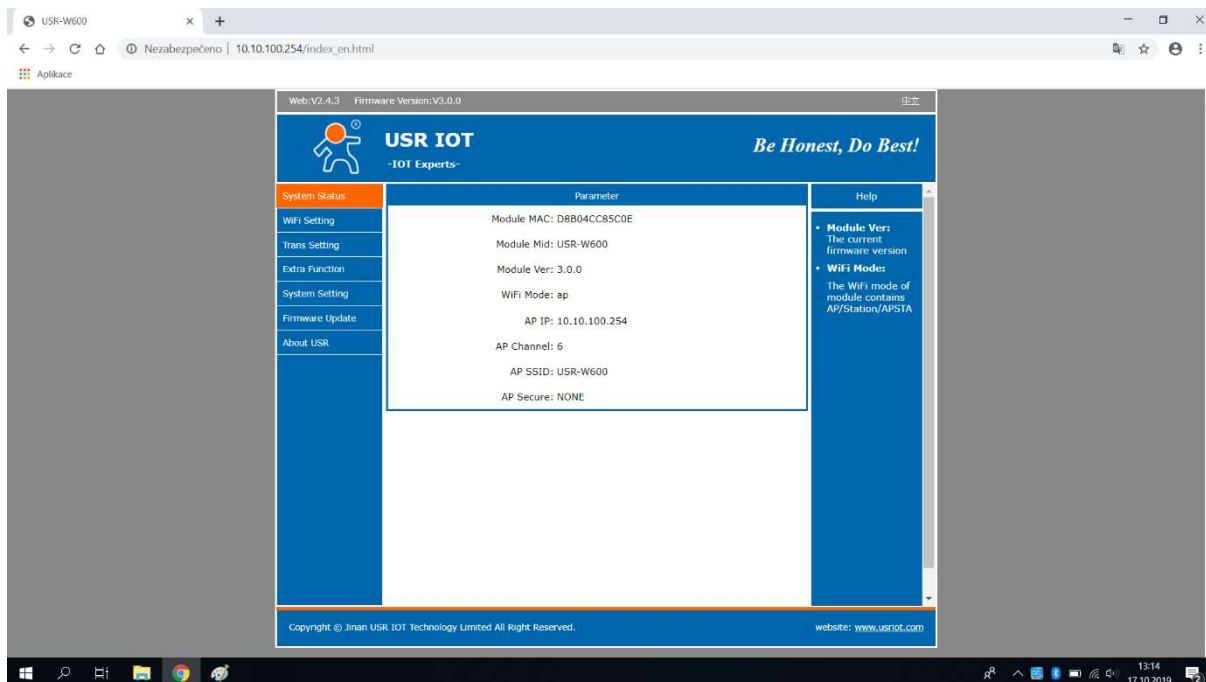 USR-W600
Nezabezpečeno | 10.10.100.254/index_en.html
Aplikace
Web:V2.4.3 Firmware Version:V3.0.0 中文
USR IOT
-IOT Experts-
Be Honest, Do Best!
System Status
WiFi Setting
Trans Setting
Extra Function
System Setting
Firmware Update
About USR
Parameter
Module MAC: D8B04CC85C0E
Module Mid: USR-W600
Module Ver: 3.0.0
WiFi Mode: ap
AP IP: 10.10.100.254
AP Channel: 6
AP SSID: USR-W600
AP Secure: NONE
Help
• Module Ver:
The current
firmware version
• WiFi Mode:
The WiFi mode of
module contains
AP/Station/APSTA
Copyright © Jinan USR IOT Technology Limited All Right Reserved. website: www.usriot.com
13:14
17.10.2019